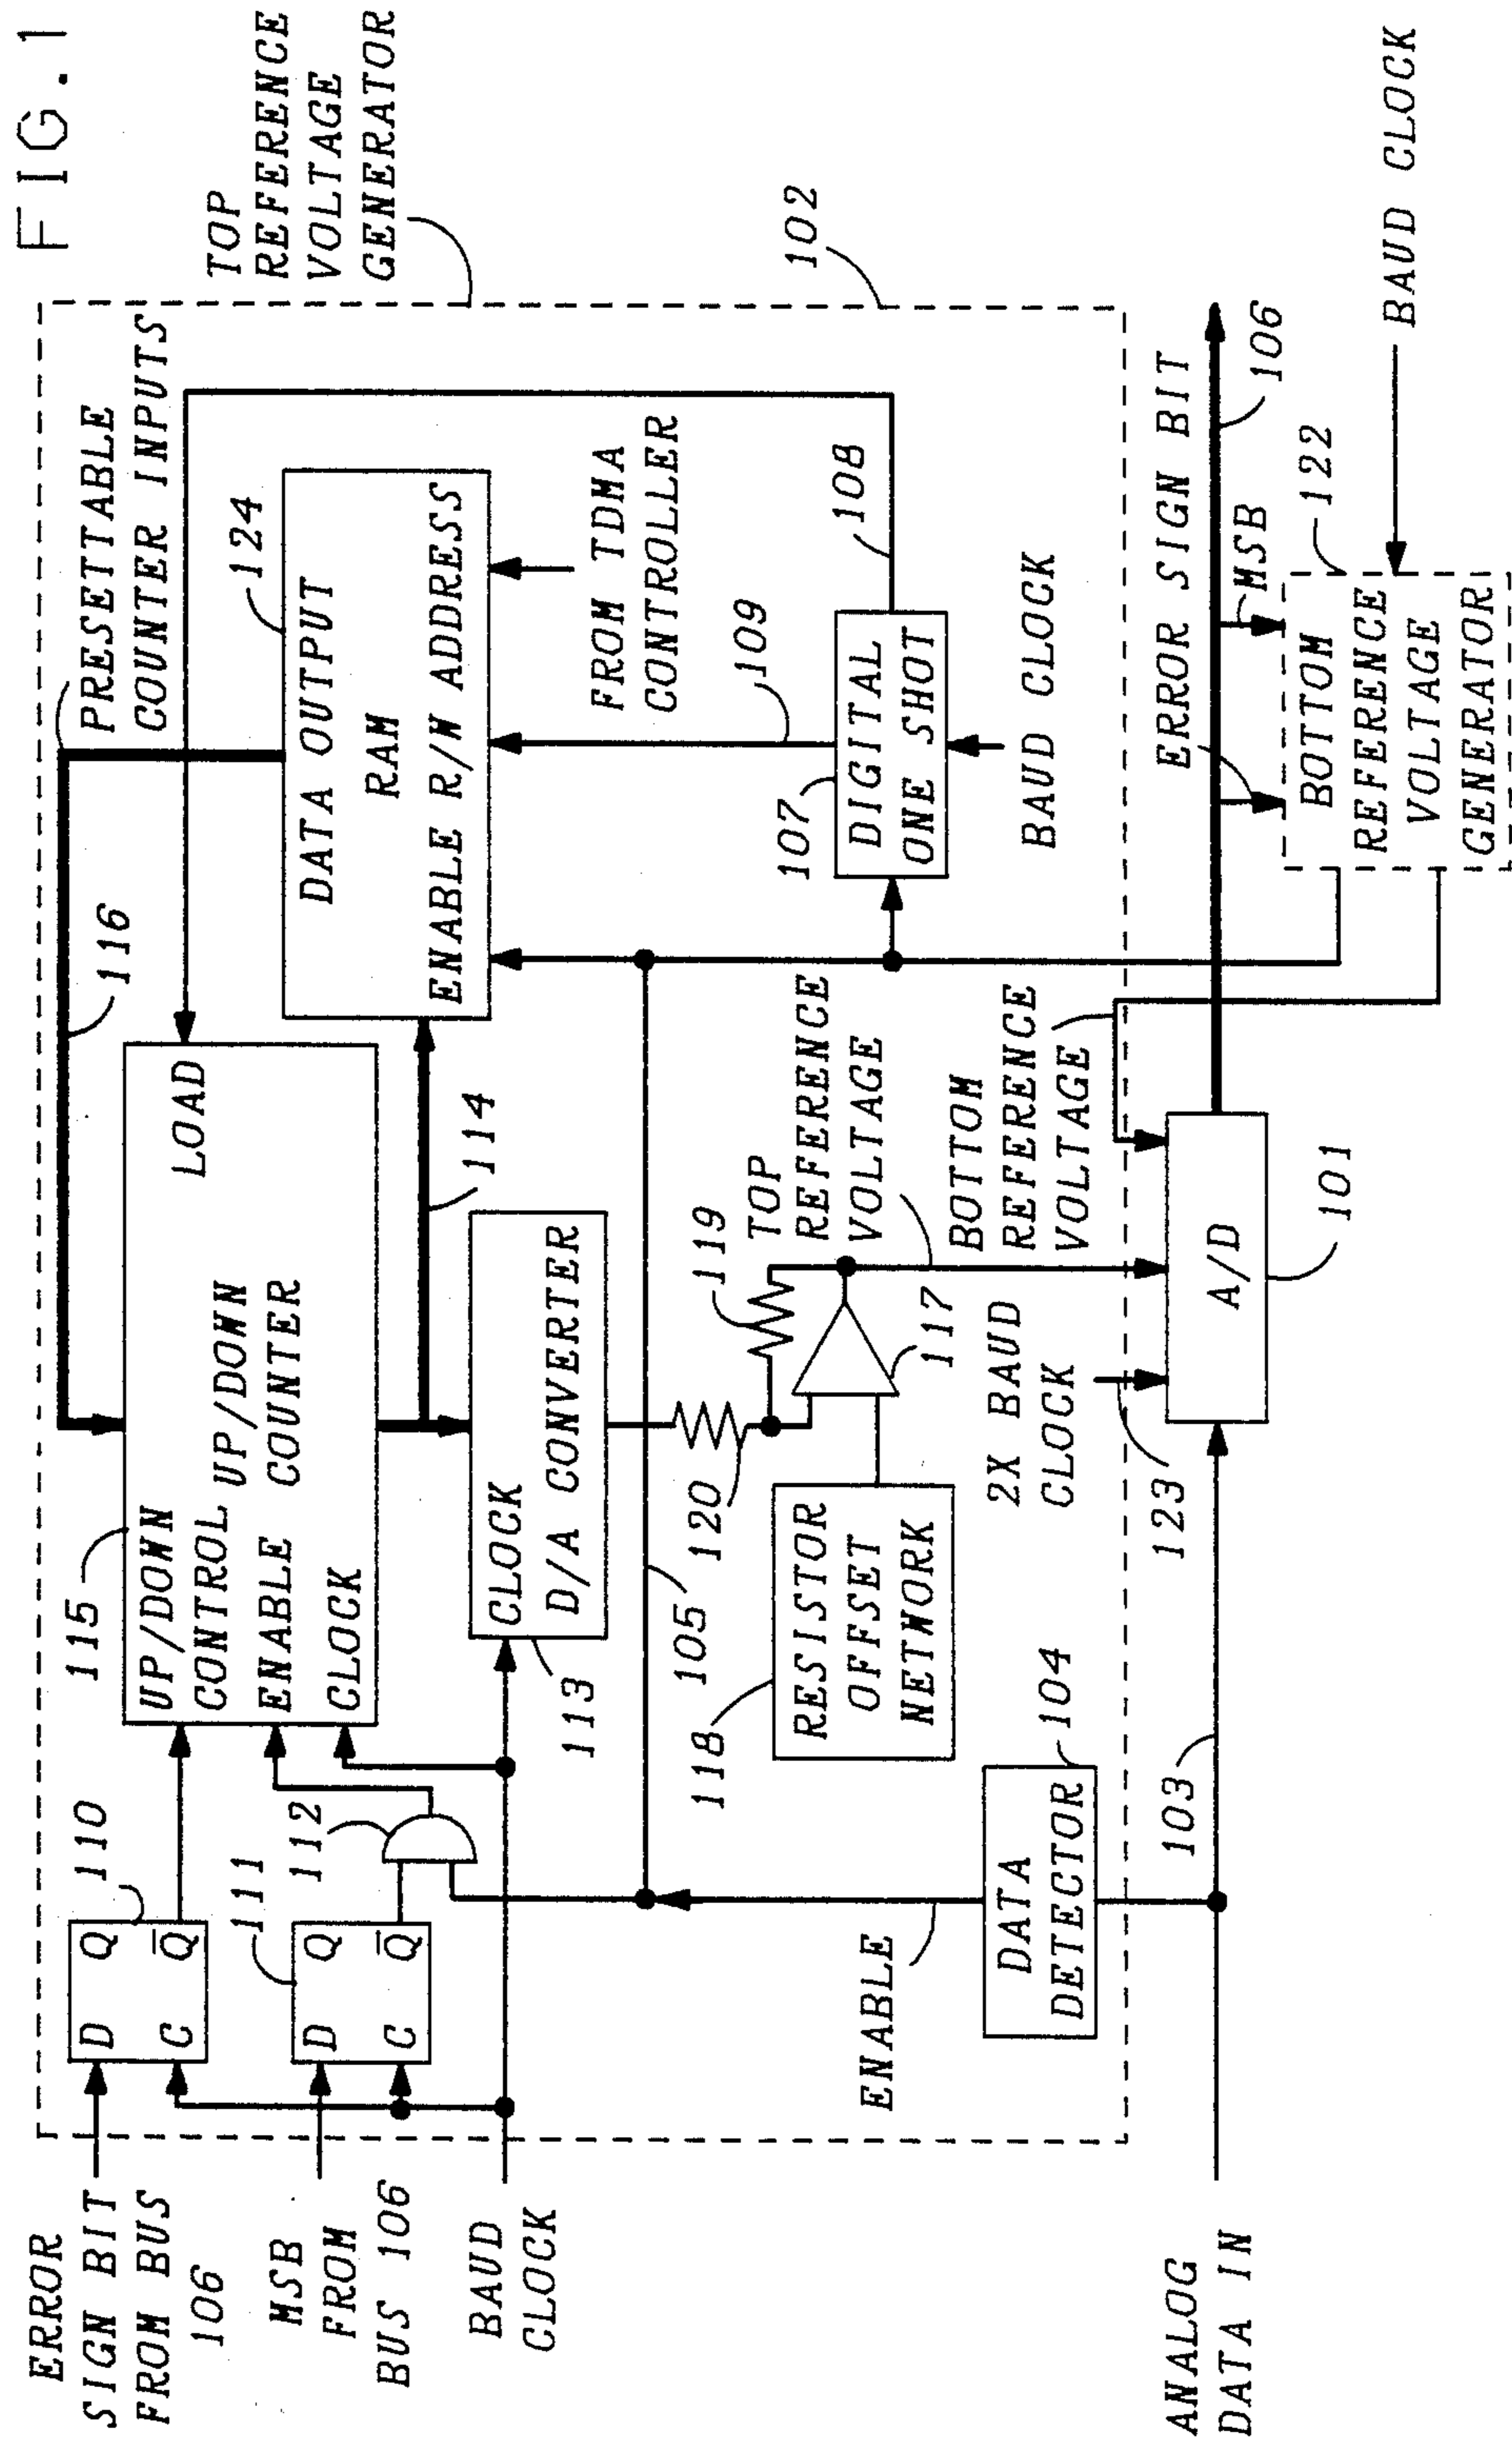 FIG.1
TOP
REFERENCE
VOLTAGE
GENERATOR
102
PRESETTABLE
COUNTER INPUTS
116
124
DATA OUTPUT
RAM
ENABLE R/W ADDRESS
FROM TDMA
CONTROLLER
108
109
107
DIGITAL
ONE SHOT
BAUD CLOCK
115
UP/DOWN
CONTROL
UP/DOWN
COUNTER
ENABLE
CLOCK
LOAD
114
110
D Q
C Q̅
111
D Q
C Q̅
112
ERROR
SIGN BIT
FROM BUS
106
MSB
FROM
BUS 106
BAUD
CLOCK
CLOCK
D/A CONVERTER
113
105
120
119
TOP
REFERENCE
VOLTAGE
117
118
RESISTOR
OFFSET
NETWORK
BOTTOM
REFERENCE
VOLTAGE
2X BAUD
CLOCK
123
ENABLE
DATA
DETECTOR
104
103
ANALOG
DATA IN
A/D
101
ERROR SIGN BIT
106
MSB
122
BOTTOM
REFERENCE
VOLTAGE
GENERATOR
BAUD CLOCK